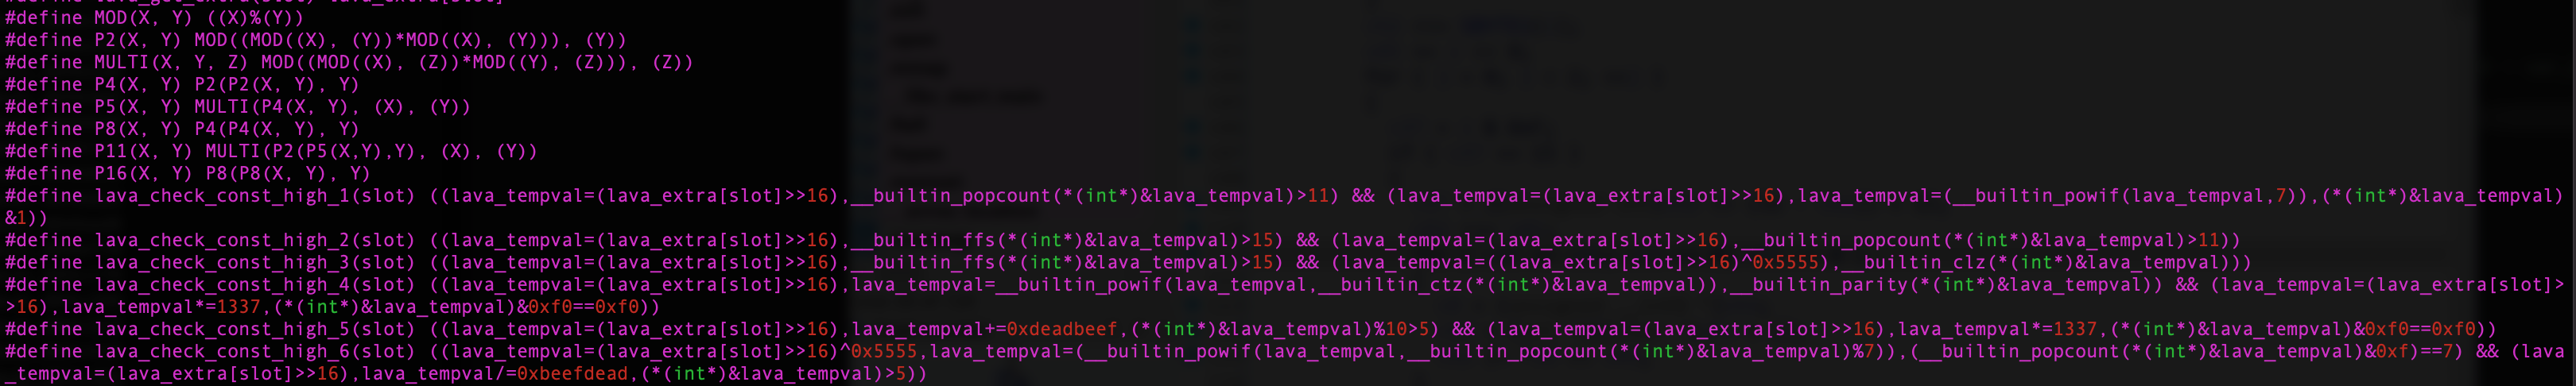 #define lava_get_extra(slot) lava_extra[slot]
#define MOD(X, Y) ((X)%(Y))
#define P2(X, Y) MOD((MOD((X), (Y))*MOD((X), (Y))), (Y))
#define MULTI(X, Y, Z) MOD((MOD((X), (Z))*MOD((Y), (Z))), (Z))
#define P4(X, Y) P2(P2(X, Y), Y)
#define P5(X, Y) MULTI(P4(X, Y), (X), (Y))
#define P8(X, Y) P4(P4(X, Y), Y)
#define P11(X, Y) MULTI(P2(P5(X,Y),Y), (X), (Y))
#define P16(X, Y) P8(P8(X, Y), Y)
#define lava_check_const_high_1(slot) ((lava_tempval=(lava_extra[slot]>>16),__builtin_popcount(*(int*)&lava_tempval)>11) && (lava_tempval=(lava_extra[slot]>>16),lava_tempval=(__builtin_powif(lava_tempval,7)),(*(int*)&lava_tempval)
&1))
#define lava_check_const_high_2(slot) ((lava_tempval=(lava_extra[slot]>>16),__builtin_ffs(*(int*)&lava_tempval)>15) && (lava_tempval=(lava_extra[slot]>>16),__builtin_popcount(*(int*)&lava_tempval)>11))
#define lava_check_const_high_3(slot) ((lava_tempval=(lava_extra[slot]>>16),__builtin_ffs(*(int*)&lava_tempval)>15) && (lava_tempval=((lava_extra[slot]>>16)^0x5555),__builtin_clz(*(int*)&lava_tempval)))
#define lava_check_const_high_4(slot) ((lava_tempval=(lava_extra[slot]>>16),lava_tempval=__builtin_powif(lava_tempval,__builtin_ctz(*(int*)&lava_tempval)),__builtin_parity(*(int*)&lava_tempval)) && (lava_tempval=(lava_extra[slot]>
>16),lava_tempval*=1337,(*(int*)&lava_tempval)&0xf0==0xf0))
#define lava_check_const_high_5(slot) ((lava_tempval=(lava_extra[slot]>>16),lava_tempval+=0xdeadbeef,(*(int*)&lava_tempval)%10>5) && (lava_tempval=(lava_extra[slot]>>16),lava_tempval*=1337,(*(int*)&lava_tempval)&0xf0==0xf0))
#define lava_check_const_high_6(slot) ((lava_tempval=(lava_extra[slot]>>16)^0x5555,lava_tempval=(__builtin_powif(lava_tempval,__builtin_popcount(*(int*)&lava_tempval)%7)),(__builtin_popcount(*(int*)&lava_tempval)&0xf)==7) && (lava
_tempval=(lava_extra[slot]>>16),lava_tempval/=0xbeefdead,(*(int*)&lava_tempval)>5))